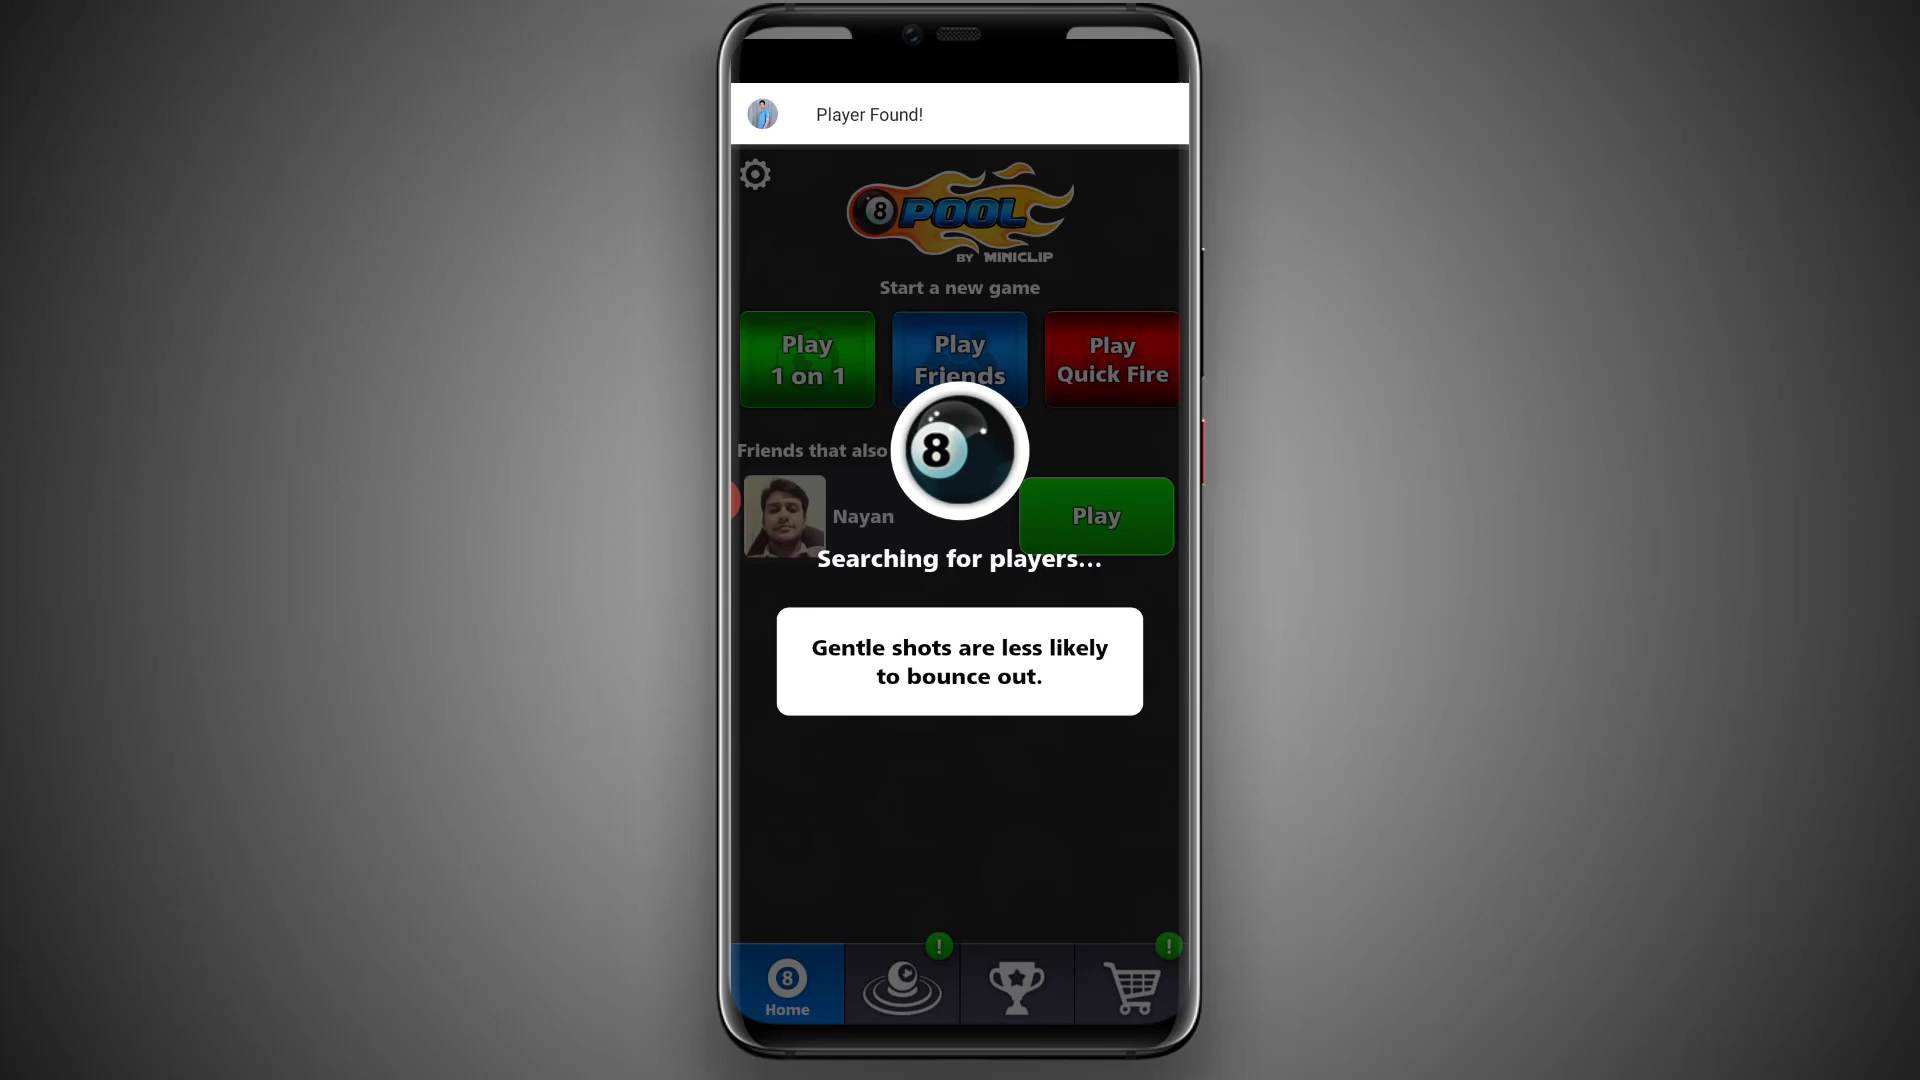 Player Found!
8 POOL
BY MINICLIP
Start a new game
Play
1 on 1
Play
Friends
Play
Quick Fire
Friends that also
8
Nayan
Play
Searching for players...
Gentle shots are less likely
to bounce out.
!
!
8
Home